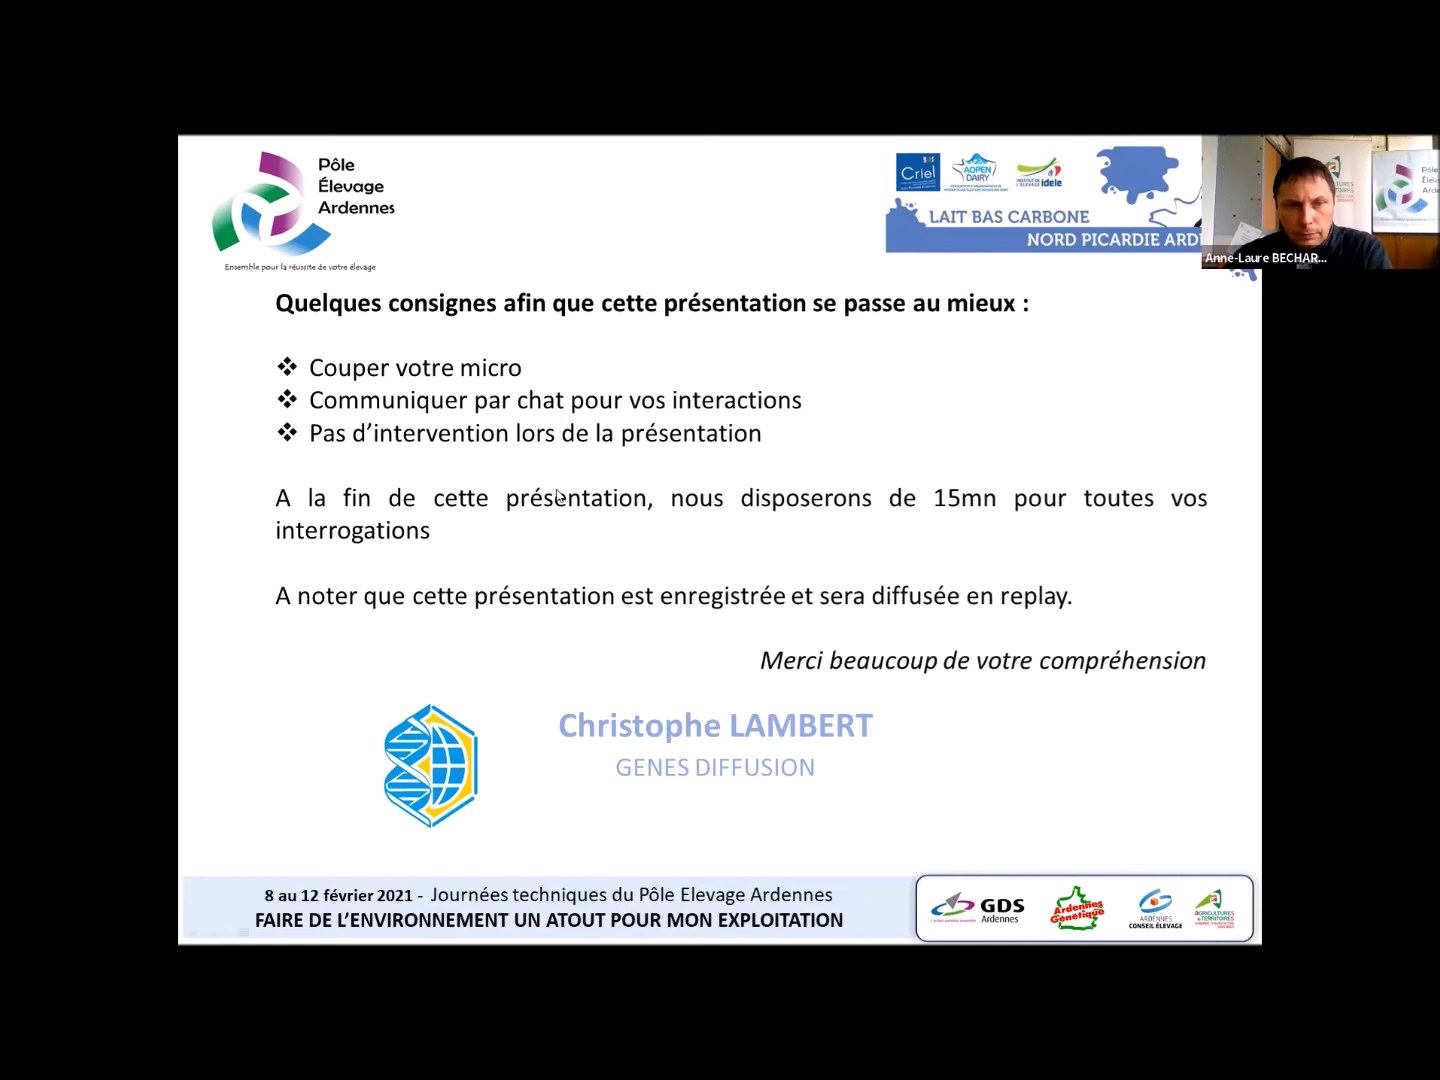 Pôle
Élevage
Ardennes
Ensemble pour la réussite de votre élevage
Criel
AOPEN
DAIRY
INSTITUT DE
L'ÉLEVAGE idele
LAIT BAS CARBONE
NORD PICARDIE ARD
Anne-Laure BECHAR...
Quelques consignes afin que cette présentation se passe au mieux :
❖ Couper votre micro
❖ Communiquer par chat pour vos interactions
❖ Pas d'intervention lors de la présentation
A la fin de cette présentation, nous disposerons de 15mn pour toutes vos
interrogations
A noter que cette présentation est enregistrée et sera diffusée en replay.
Merci beaucoup de votre compréhension
Christophe LAMBERT
GENES DIFFUSION
8 au 12 février 2021 - Journées techniques du Pôle Elevage Ardennes
FAIRE DE L'ENVIRONNEMENT UN ATOUT POUR MON EXPLOITATION
GDS
Ardennes
Ardennes
Génétique
ARDENNES
CONSEIL ÉLEVAGE
AGRICULTURES
& TERRITOIRES